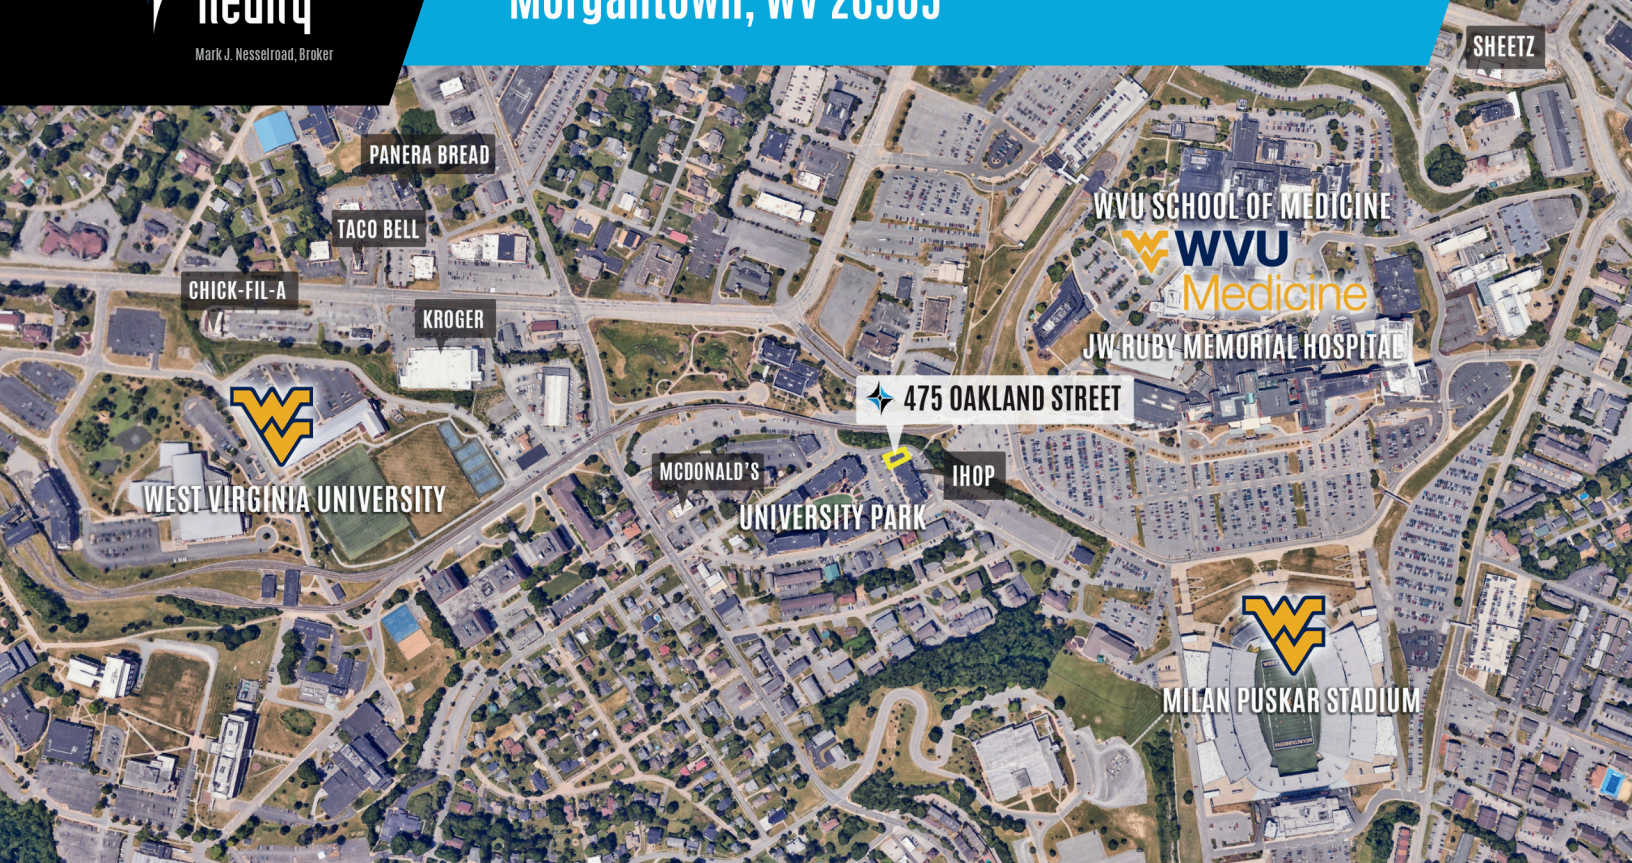 Mark J. Nesselroad, Broker
SHEETZ
PANERA BREAD
TACO BELL
CHICK-FIL-A
KROGER
WVU SCHOOL OF MEDICINE
WVU
Medicine
JW RUBY MEMORIAL HOSPITAL
475 OAKLAND STREET
MCDONALD'S
IHOP
WEST VIRGINIA UNIVERSITY
UNIVERSITY PARK
MILAN PUSKAR STADIUM